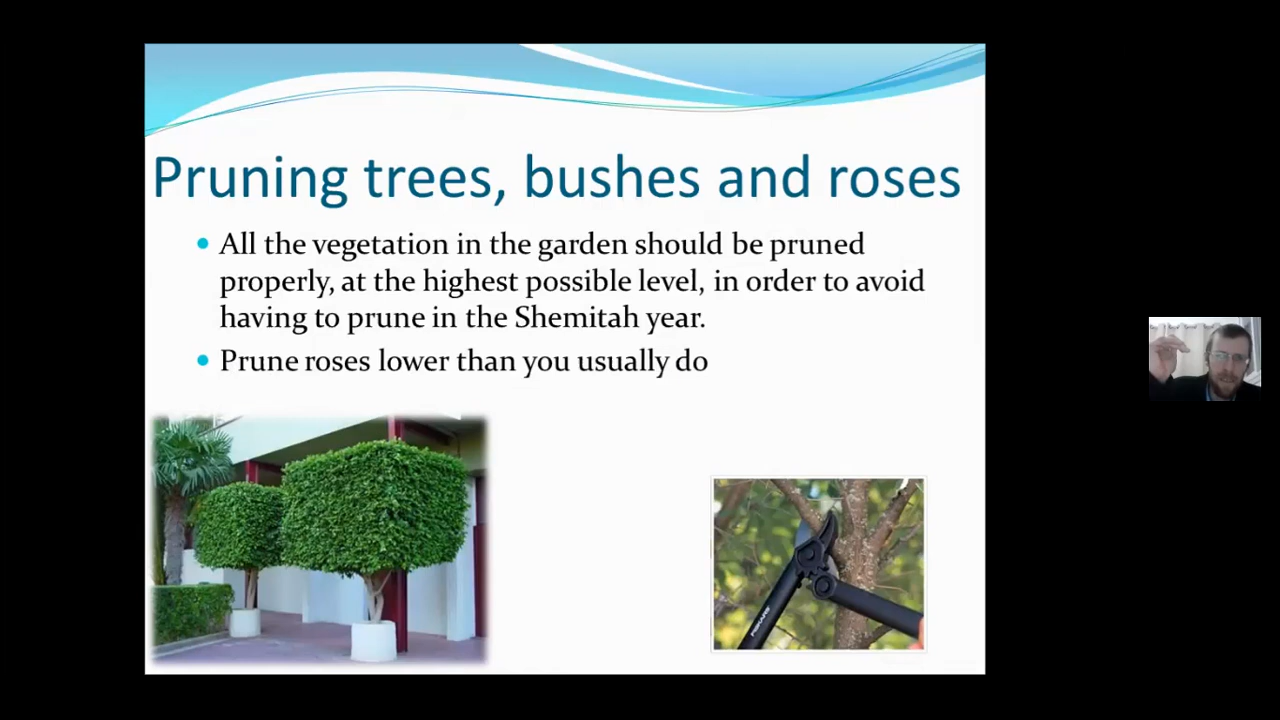 Pruning trees, bushes and roses
All the vegetation in the garden should be pruned
properly, at the highest possible level, in order to avoid
having to prune in the Shemitah year.
Prune roses lower than you usually do
FISKARS